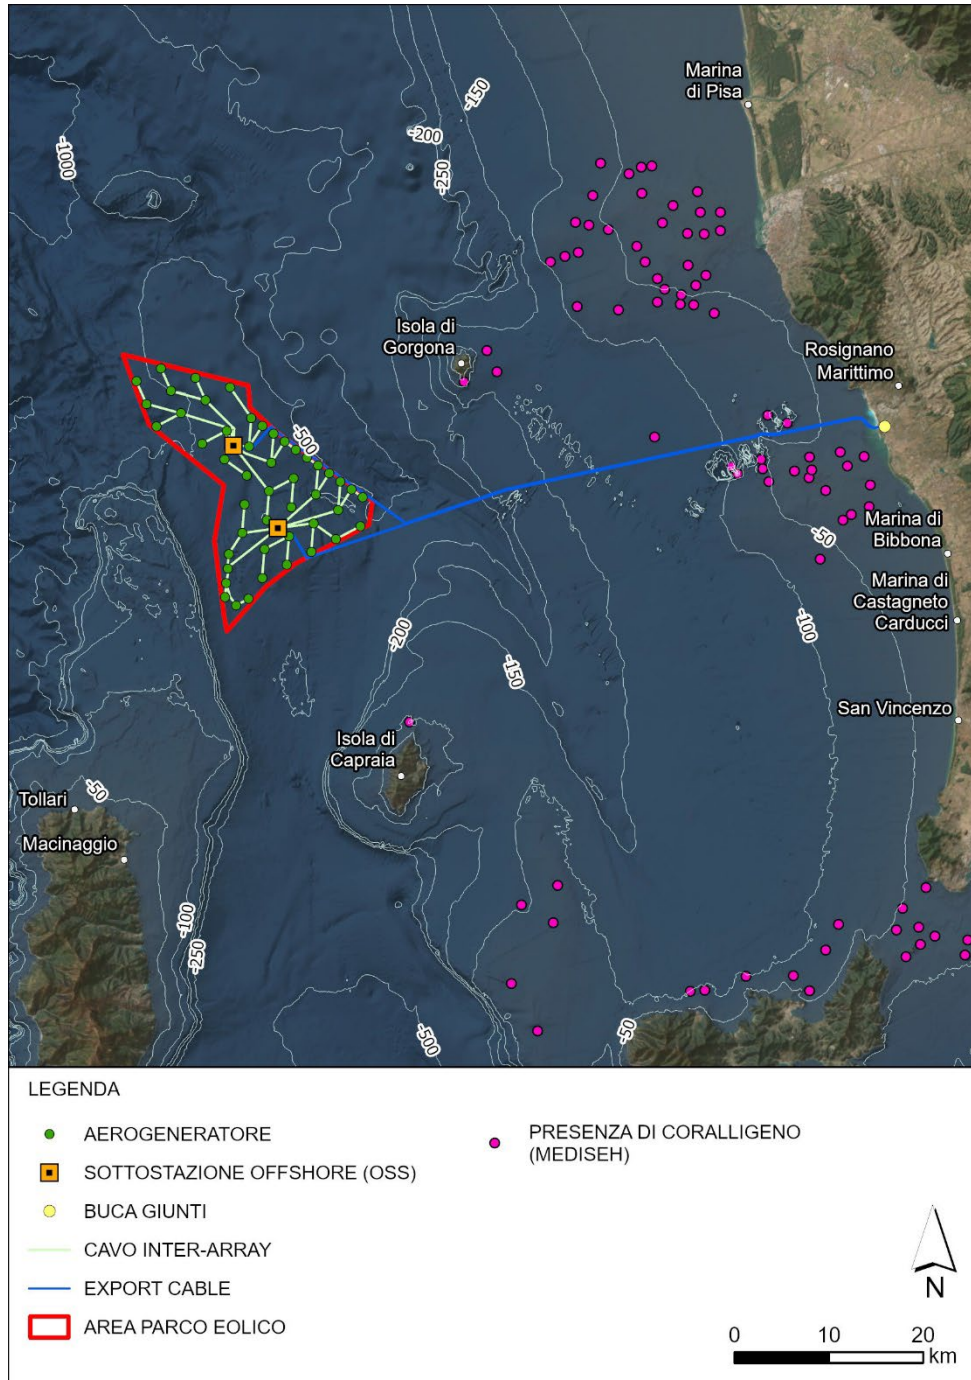 Marina
di Pisa
-150
-200
-250
-1000
Isola di
Gorgona
Rosignano
Marittimo
-500
-50
Marina di
Bibbona
Marina di
Castagneto
Carducci
-100
-200
-150
San Vincenzo
Isola di
Capraia
-50
Tollari
Macinaggio
-100
-250
-500
-50
LEGENDA
AEROGENERATORE
SOTTOSTAZIONE OFFSHORE (OSS)
BUCA GIUNTI
CAVO INTER-ARRAY
EXPORT CABLE
AREA PARCO EOLICO
PRESENZA DI CORALLIGENO
(MEDISEH)
N
0 10 20
km